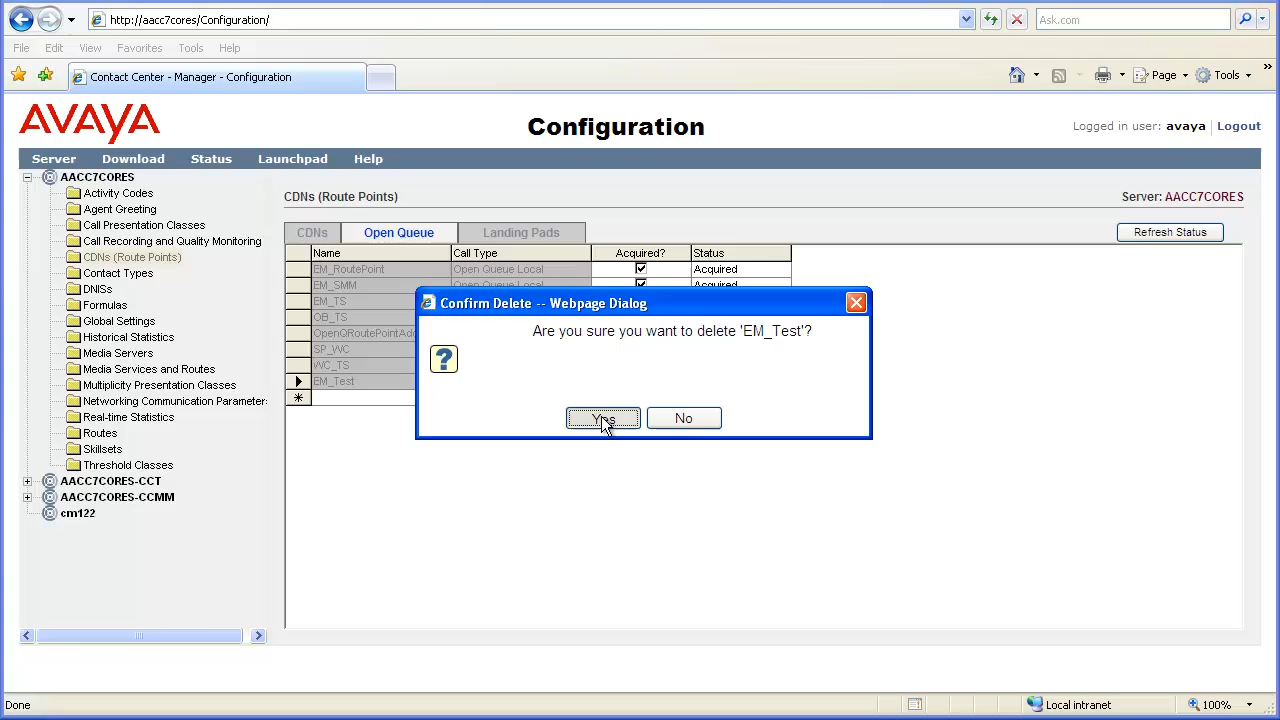 http://aacc7cores/Configuration/
Ask.com
File Edit View Favorites Tools Help
Contact Center - Manager - Configuration
Page Tools »
AVAYA
Configuration
Logged in user: avaya | Logout
Server Download Status Launchpad Help
AACC7CORES
Activity Codes
Agent Greeting
Call Presentation Classes
Call Recording and Quality Monitoring
CDNs (Route Points)
Contact Types
DNISs
Formulas
Global Settings
Historical Statistics
Media Servers
Media Services and Routes
Multiplicity Presentation Classes
Networking Communication Parameter:
Real-time Statistics
Routes
Skillsets
Threshold Classes
AACC7CORES-CCT
AACC7CORES-CCMM
cm122
CDNs (Route Points)
Server: AACC7CORES
CDNs Open Queue Landing Pads
Refresh Status
Name Call Type Acquired? Status
EM_RoutePoint Open Queue Local Acquired
EM_SMM Open Queue Local Acquired
EM_TS
OB_TS
OpenQRoutePointAdd
SP_WC
WC_TS
EM_Test
Confirm Delete -- Webpage Dialog
Are you sure you want to delete 'EM_Test'?
?
Yes No
Done
Local intranet
100%